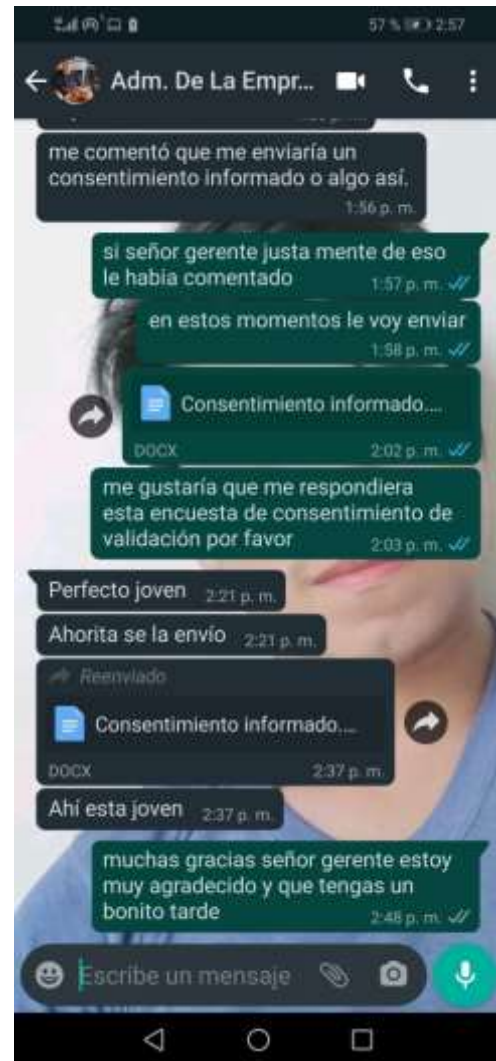 57 % 2:57
Adm. De La Empr...
me comentó que me enviaría un
consentimiento informado o algo así.
1:56 p. m.
si señor gerente justa mente de eso
le habia comentado
1:57 p. m.
en estos momentos le voy enviar
1:58 p. m.
Consentimiento informado....
DOCX 2:02 p. m.
me gustaría que me respondiera
esta encuesta de consentimiento de
validación por favor
2:03 p. m.
Perfecto joven 2:21 p. m.
Ahorita se la envío 2:21 p. m.
Reenviado
Consentimiento informado....
DOCX 2:37 p. m.
Ahí esta joven 2:37 p. m.
muchas gracias señor gerente estoy
muy agradecido y que tengas un
bonito tarde
2:48 p. m.
Escribe un mensaje